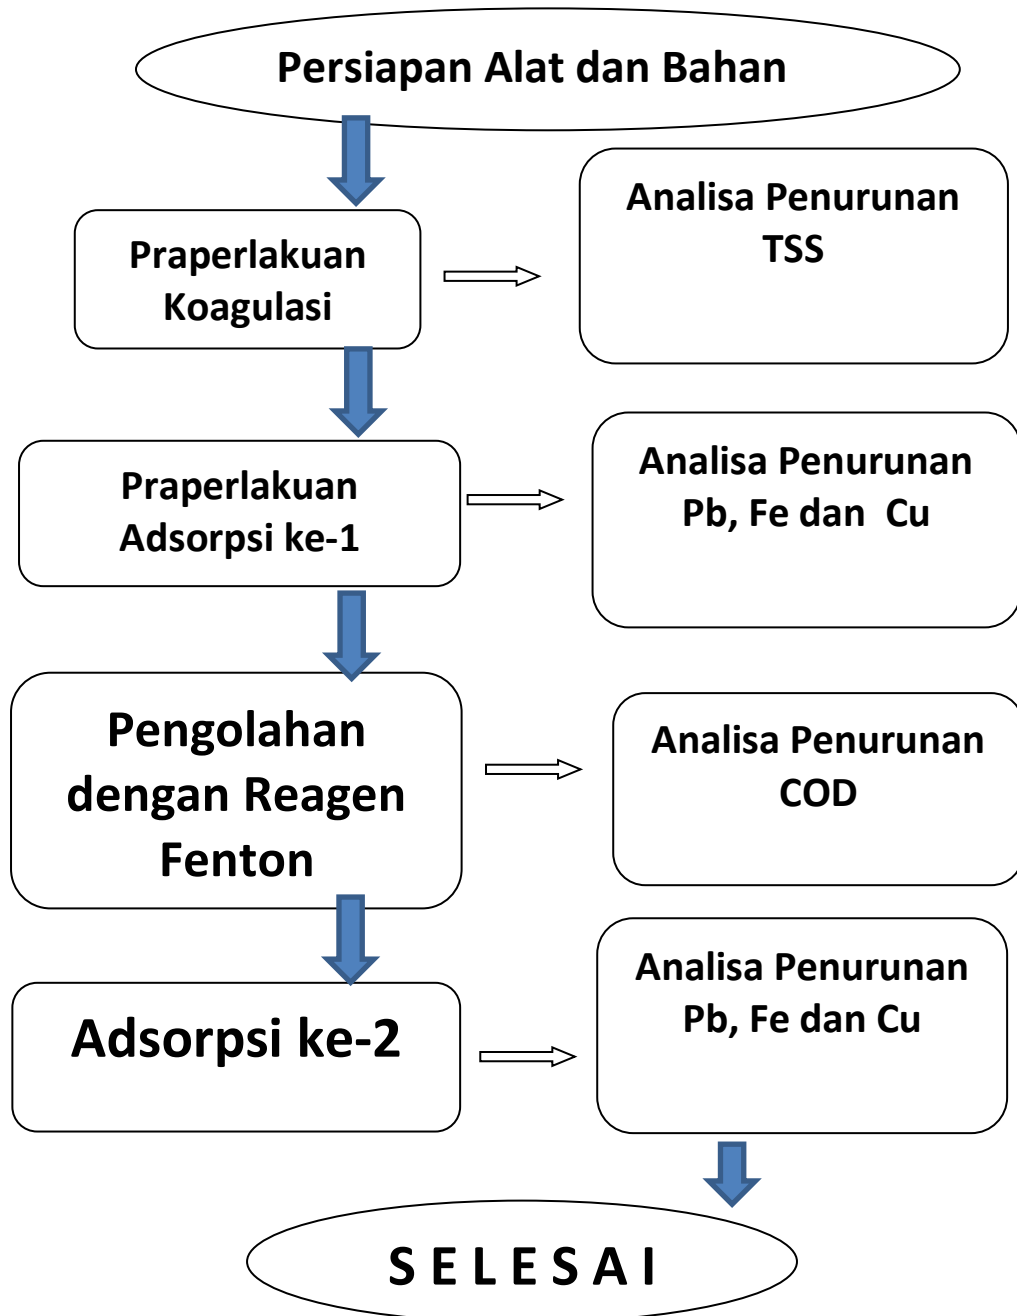 Persiapan Alat dan Bahan
Praperlakuan
Koagulasi
Analisa Penurunan
TSS
Praperlakuan
Adsorpsi ke-1
Analisa Penurunan
Pb, Fe dan Cu
Pengolahan
dengan Reagen
Fenton
Analisa Penurunan
COD
Adsorpsi ke-2
Analisa Penurunan
Pb, Fe dan Cu
S E L E S A I